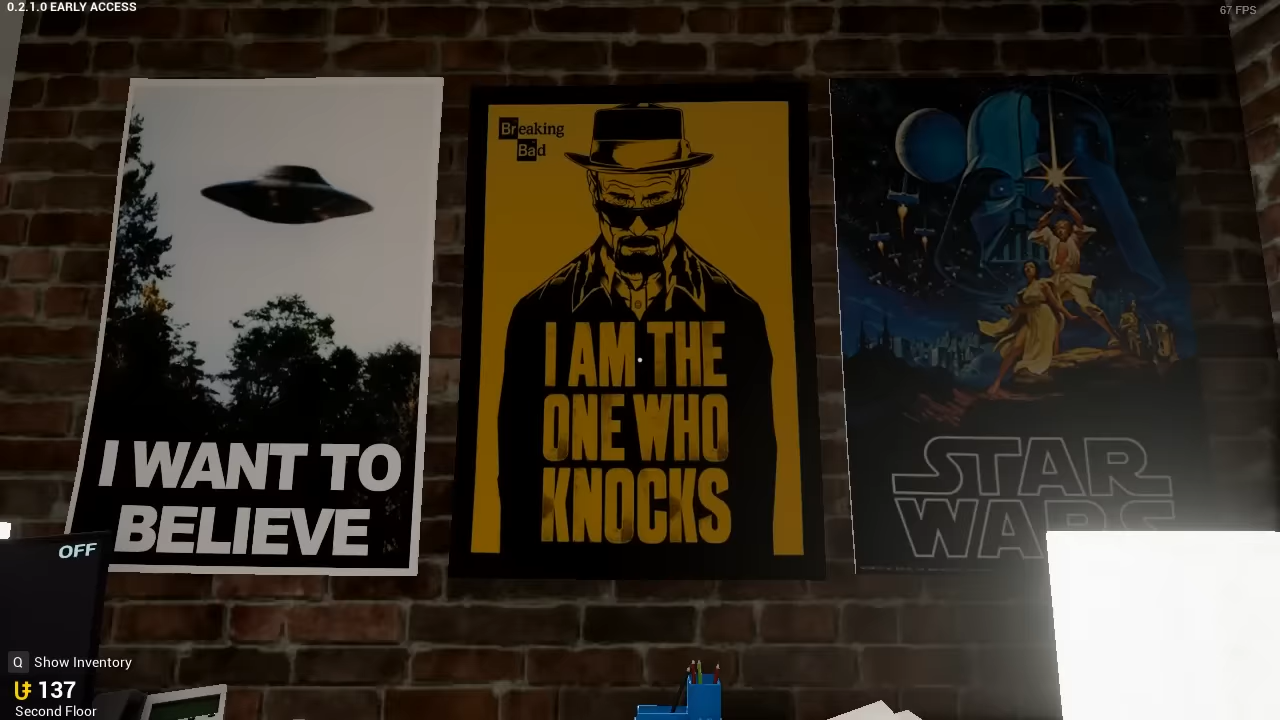 0.2.1.0 EARLY ACCESS
67 FPS
I WANT TO
BELIEVE
Breaking
Bad
I AM THE
ONE WHO
KNOCKS
STAR
WARS
OFF
Q Show Inventory
137
Second Floor